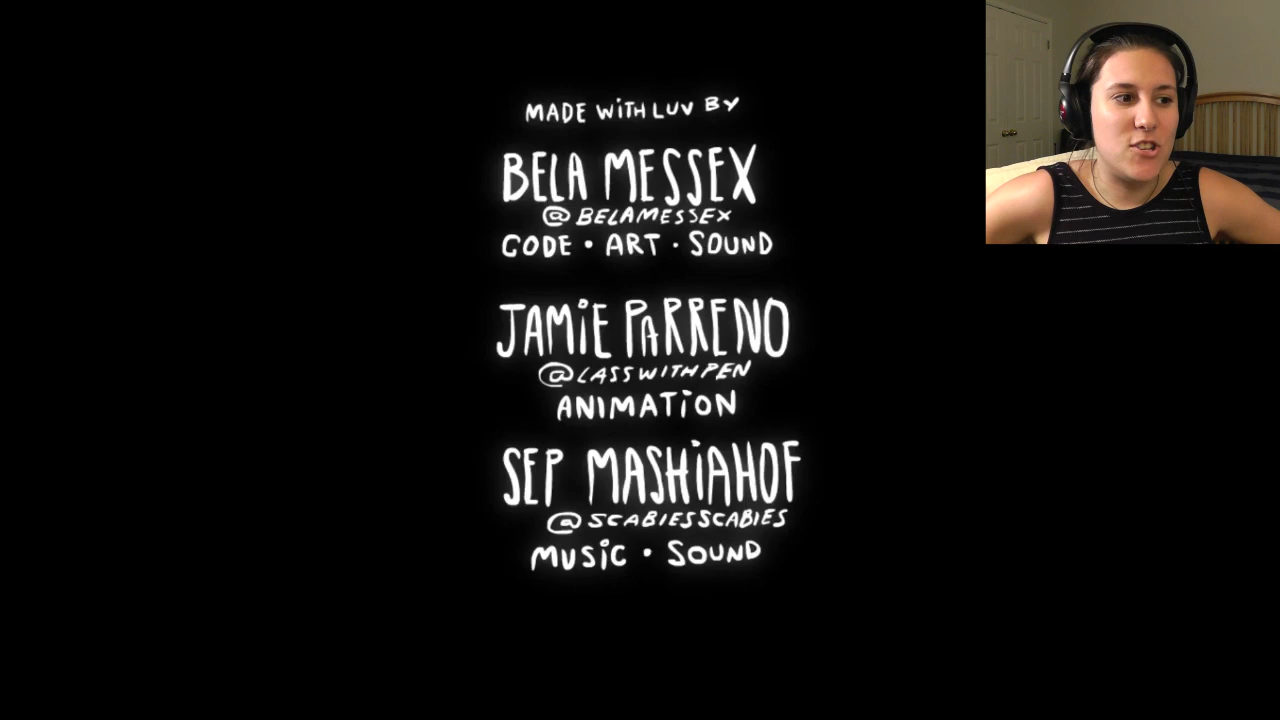 MADE WITH LUV BY
BELA MESSEX
@BELAMESSEX
CODE • ART • SOUND
JAMIE PARRENO
@LASSWITHPEN
ANIMATION
SEP MASHIAHOF
@SCABIESSCABIES
MUSIC • SOUND